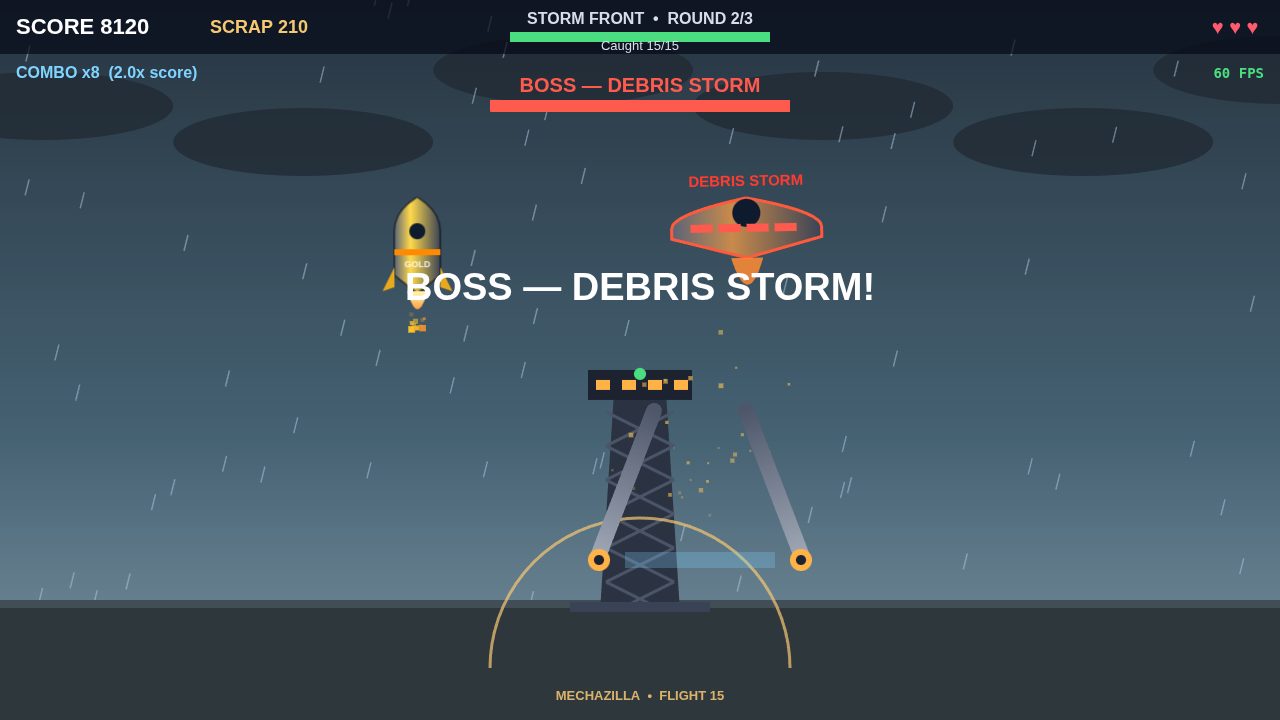 SCORE 8120
SCRAP 210
STORM FRONT • ROUND 2/3
Caught 15/15
♥ ♥ ♥
COMBO x8 (2.0x score)
60 FPS
BOSS — DEBRIS STORM
DEBRIS STORM
GOLD
BOSS — DEBRIS STORM!
MECHAZILLA • FLIGHT 15